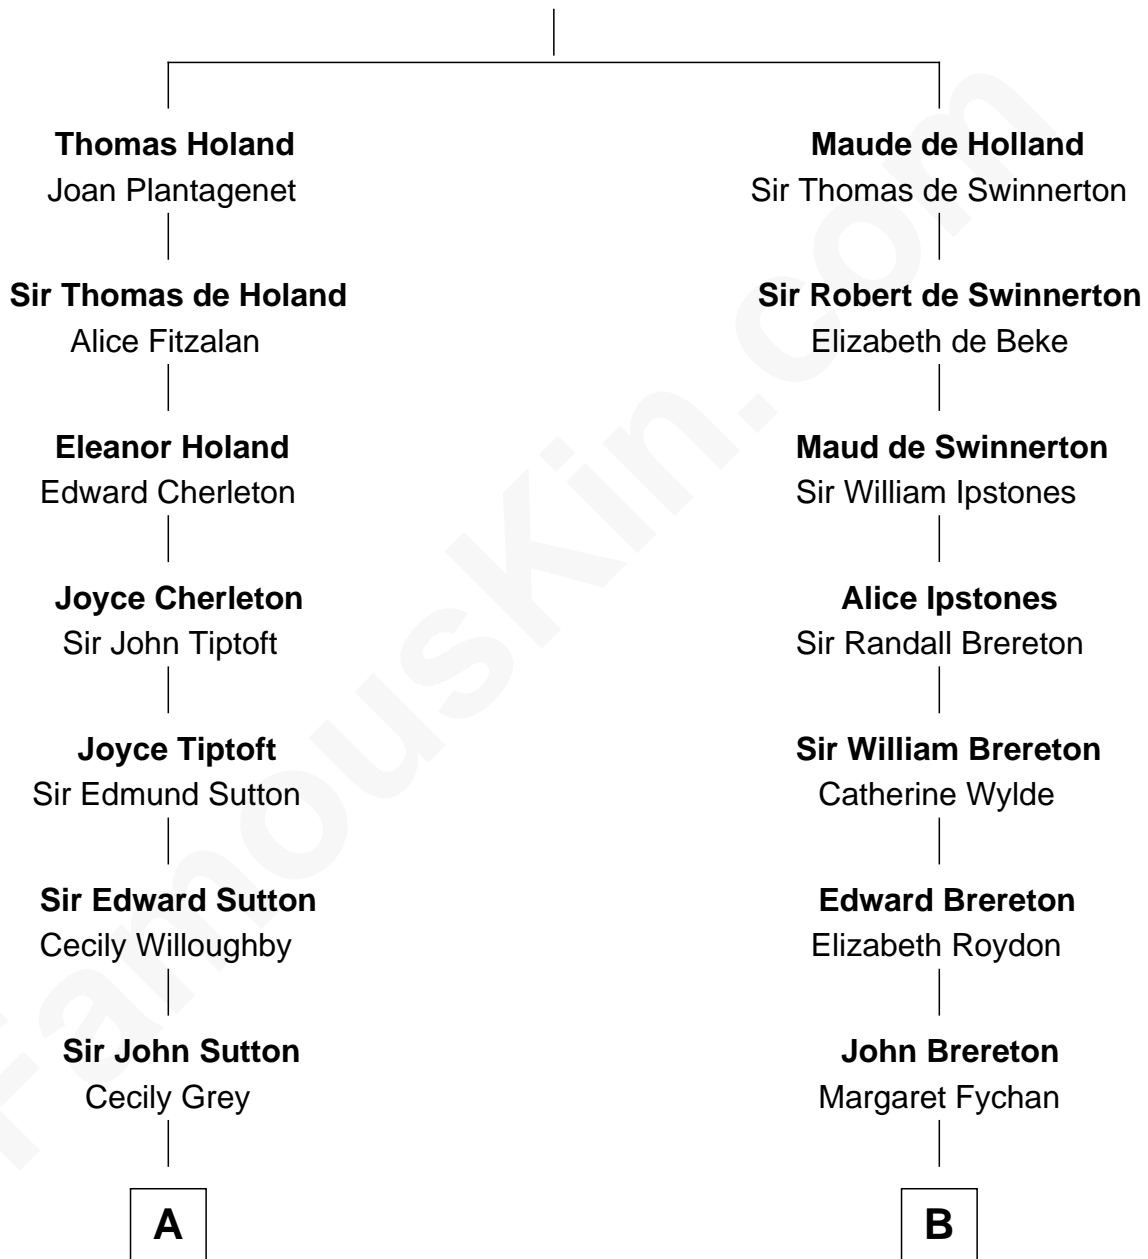 Thomas Holand
Joan Plantagenet
Sir Thomas de Holand
Alice Fitzalan
Eleanor Holand
Edward Cherleton
Joyce Cherleton
Sir John Tiptoft
Joyce Tiptoft
Sir Edmund Sutton
Sir Edward Sutton
Cecily Willoughby
Sir John Sutton
Cecily Grey
A
Maude de Holland
Sir Thomas de Swinnerton
Sir Robert de Swinnerton
Elizabeth de Beke
Maud de Swinnerton
Sir William Ipstones
Alice Ipstones
Sir Randall Brereton
Sir William Brereton
Catherine Wylde
Edward Brereton
Elizabeth Roydon
John Brereton
Margaret Fychan
B
FamousKin.com